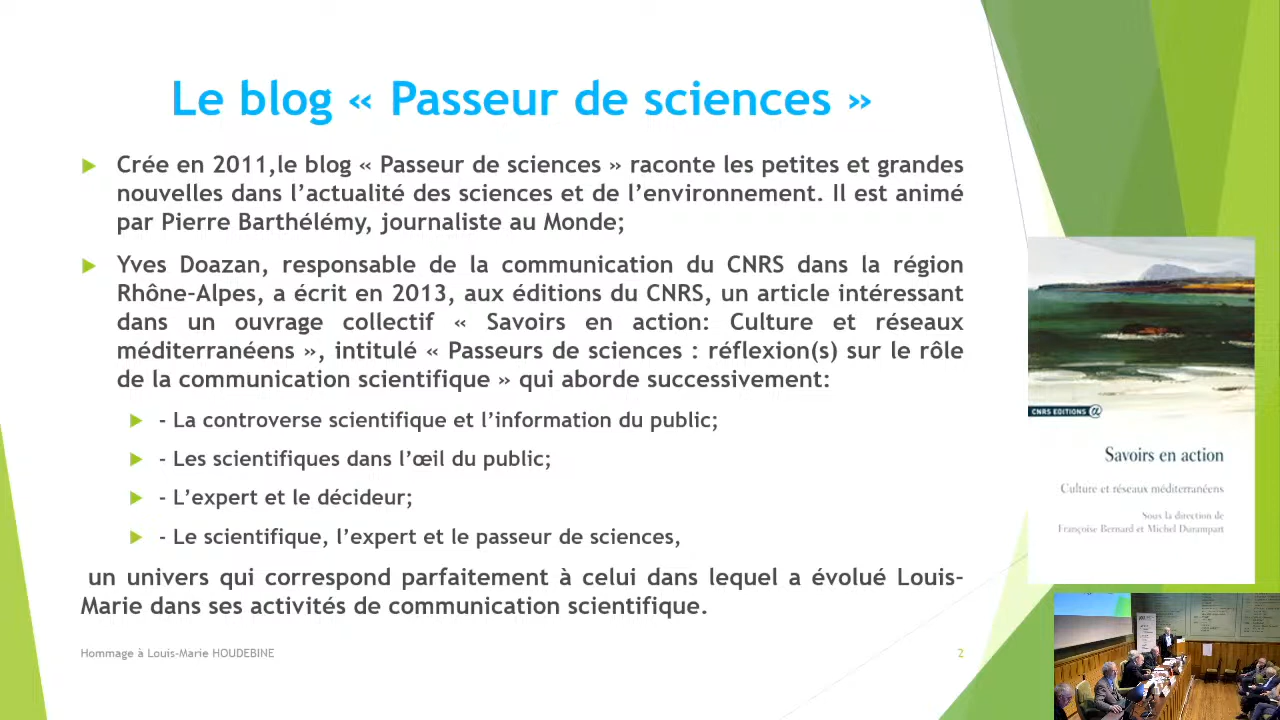 Le blog « Passeur de sciences »
Crée en 2011,le blog « Passeur de sciences » raconte les petites et grandes
nouvelles dans l’actualité des sciences et de l’environnement. Il est animé
par Pierre Barthélémy, journaliste au Monde;
Yves Doazan, responsable de la communication du CNRS dans la région
Rhône-Alpes, a écrit en 2013, aux éditions du CNRS, un article intéressant
dans un ouvrage collectif « Savoirs en action: Culture et réseaux
méditerranéens », intitulé « Passeurs de sciences : réflexion(s) sur le rôle
de la communication scientifique » qui aborde successivement:
- La controverse scientifique et l’information du public;
- Les scientifiques dans l’œil du public;
- L’expert et le décideur;
- Le scientifique, l’expert et le passeur de sciences,
un univers qui correspond parfaitement à celui dans lequel a évolué Louis-
Marie dans ses activités de communication scientifique.
Hommage à Louis-Marie HOUDEBINE
2
CNRS EDITIONS @
Savoirs en action
Culture et réseaux méditerranéens
Sous la direction de
Françoise Bernard et Michel Durampart